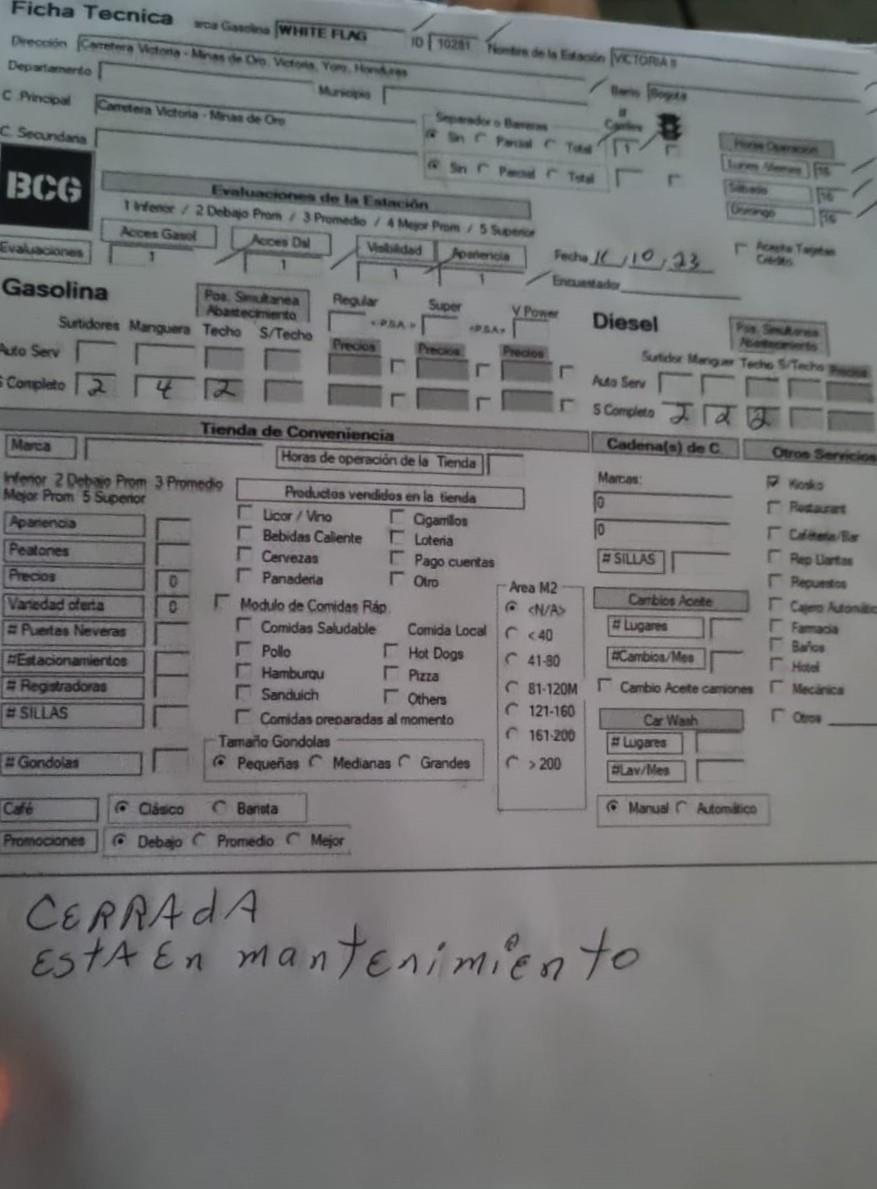 Ficha Tecnica arca Gasolina WHITE FLAG ID 10281 Nombre de la Estación VICTORIA II
Dirección Carretera Victoria - Minas de Oro, Victoria, Yoro, Honduras
Departamento Municipio Barrio Bogota
C .Principal Carretera Victoria - Minas de Oro Separador o Barreras # Carriles
Sin Parcial Total 1
C. Secundaria Sin Parcial Total
Horas Operacion
Lunes -Viernes 16
Sábado 16
Domingo 16
BCG
Evaluaciones de la Estación
1 Inferior / 2 Debajo Prom / 3 Promedio / 4 Mejor Prom / 5 Superior
Acces Gasol Acces Dsl Visibilidad Apariencia
Evaluaciones 1 1 1 1
Fecha /10/23
Acepta Tarjetas Crédito
Encuestador
Gasolina
Pos. Simultanea Abastecimiento
Regular Super V Power
<P.S.A.> <P.S.A>
Surtidores Manguera Techo S/Techo Precios Precios Precios
Auto Serv
S Completo 2 4 2
Diesel
Pos. Simultanea Abastecimiento
Surtidor Manguer Techo S/Techo Precios
Auto Serv
S Completo 2 2 2
Tienda de Conveniencia
Marca
Horas de operación de la Tienda
Inferior 2 Debajo Prom 3 Promedio
Mejor Prom 5 Superior
Apariencia
Peatones
Precios 0
Variedad oferta 0
# Puertas Neveras
#Estacionamientos
# Registradoras
# SILLAS
# Gondolas
Productos vendidos en la tienda
Licor / Vino Cigarrillos
Bebidas Caliente Loteria
Cervezas Pago cuentas
Panaderia Otro
Modulo de Comidas Ráp.
Comidas Saludable Comida Local
Pollo Hot Dogs
Hamburqu Pizza
Sanduich Others
Comidas preparadas al momento
Tamaño Gondolas
Pequeñas Medianas Grandes
Area M2
<N/A>
< 40
41-80
81-120M
121-160
161-200
> 200
Café Clásico Barista
Promociones Debajo Promedio Mejor
Cadena(s) de C.
Marcas:
0
0
# SILLAS
Cambios Aceite
# Lugares
#Cambios/Mes
Cambio Aceite camiones
Car Wash
# Lugares
#Lav/Mes
Manual Automático
Otros Servicios
Kiosko
Restaurant
Cafeteria/Bar
Rep Llantas
Repuestos
Cajero Automátic
Farmacia
Baños
Hotel
Mecánica
Otros
CERRAdA
EstA En mantenimiento